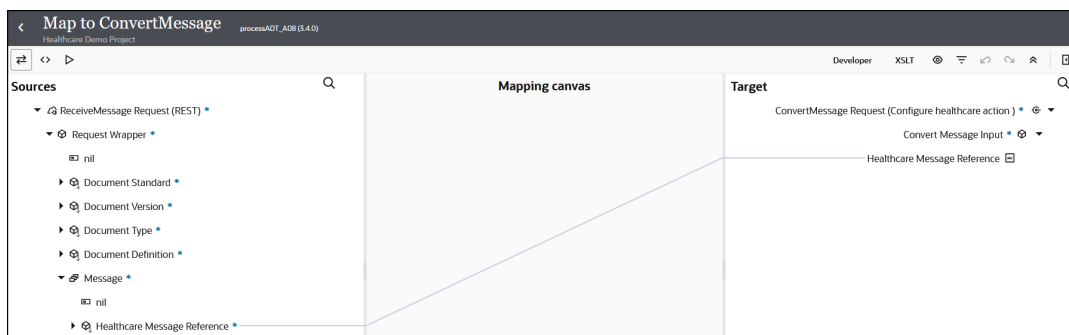 Map to ConvertMessage processADT_A08 (3.4.0)
Healthcare Demo Project
Developer XSLT
Sources Mapping canvas Target
ReceiveMessage Request (REST) * ConvertMessage Request (Configure healthcare action ) *
Request Wrapper * Convert Message Input *
nil Healthcare Message Reference
Document Standard *
Document Version *
Document Type *
Document Definition *
Message *
nil
Healthcare Message Reference *